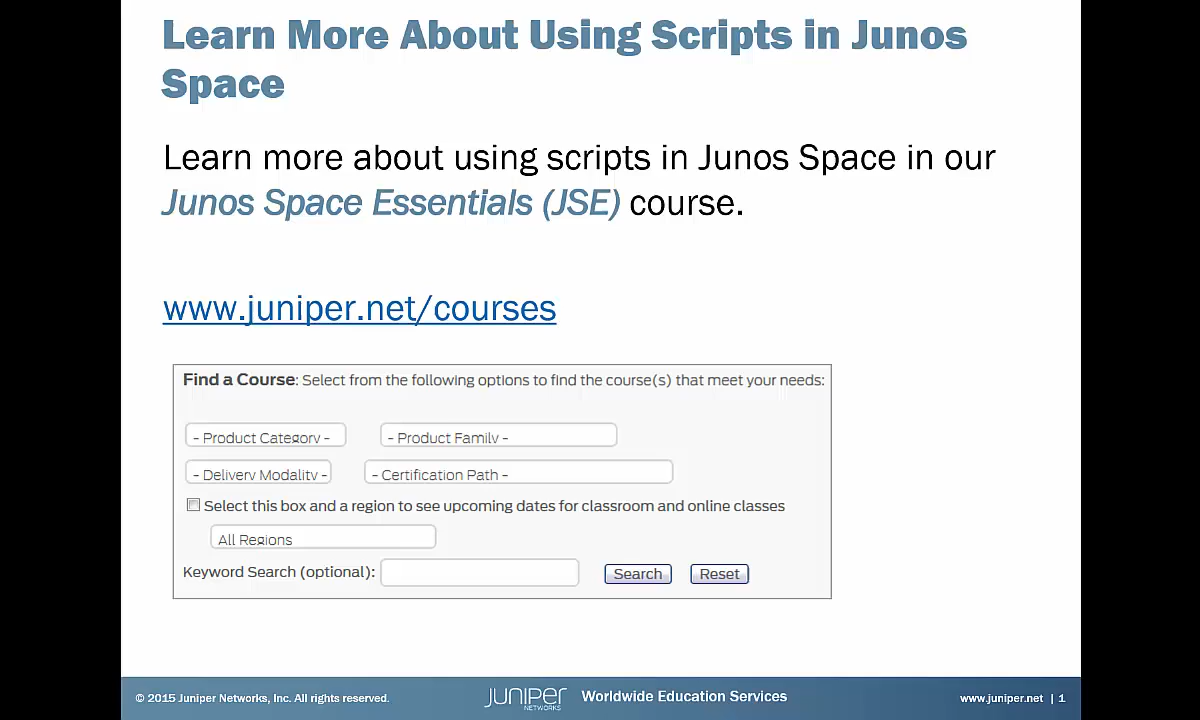 Learn More About Using Scripts in Junos
Space
Learn more about using scripts in Junos Space in our
Junos Space Essentials (JSE) course.
www.juniper.net/courses
Find a Course: Select from the following options to find the course(s) that meet your needs:
- Product Category - - Product Family -
- Delivery Modality - - Certification Path -
Select this box and a region to see upcoming dates for classroom and online classes
All Regions
Keyword Search (optional): Search Reset
© 2015 Juniper Networks, Inc. All rights reserved. JUNIPER NETWORKS Worldwide Education Services www.juniper.net | 1